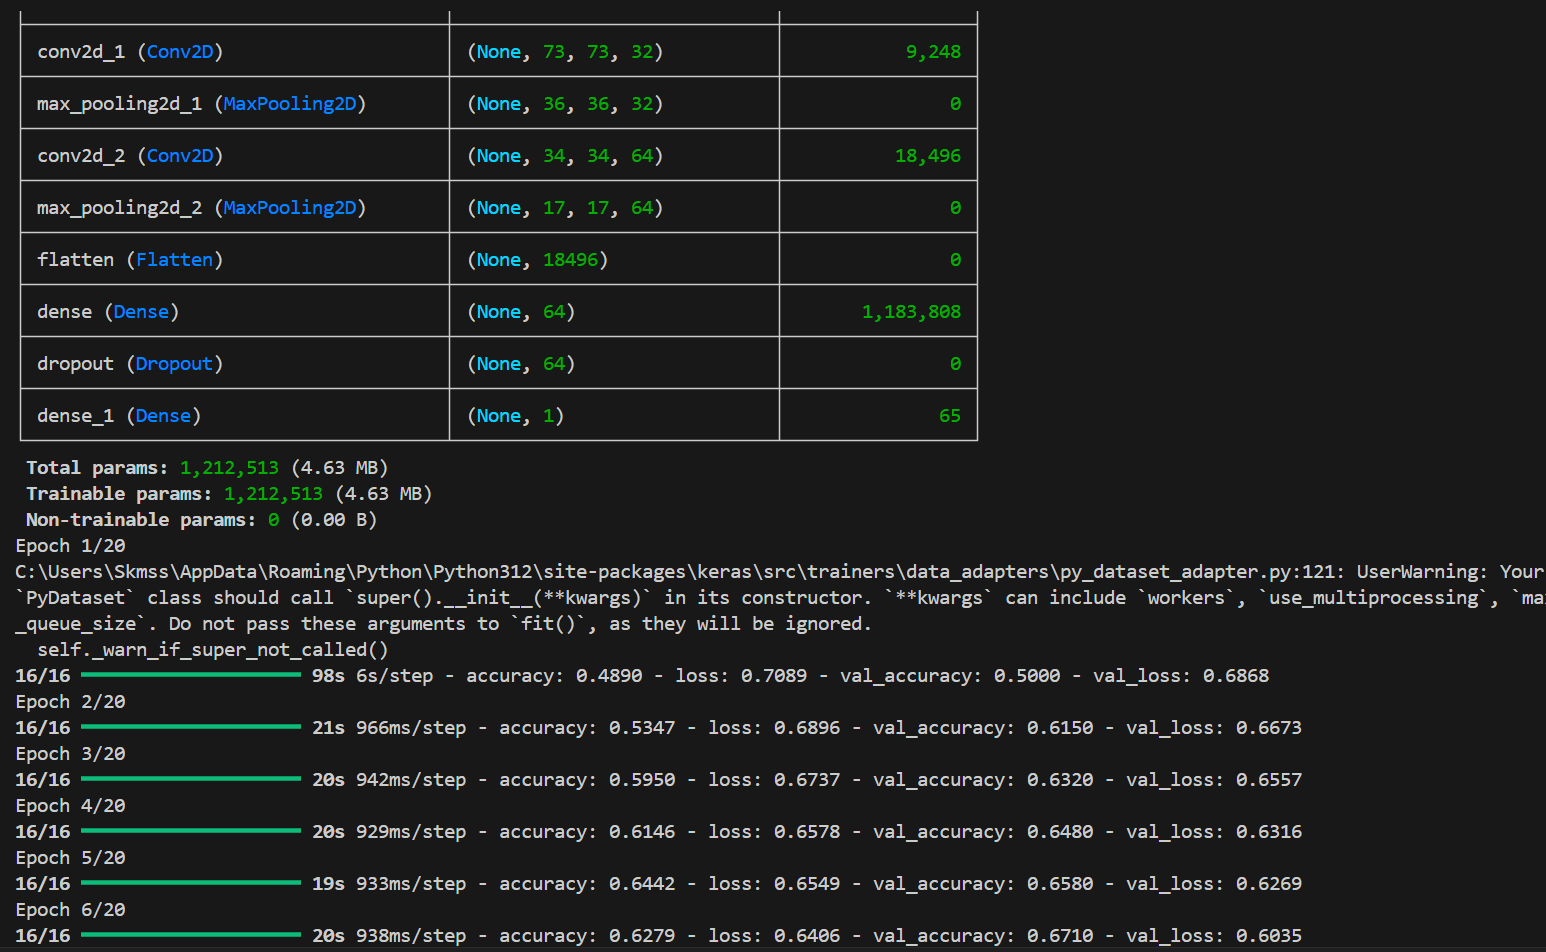 conv2d_1 (Conv2D) (None, 73, 73, 32) 9,248
max_pooling2d_1 (MaxPooling2D) (None, 36, 36, 32) 0
conv2d_2 (Conv2D) (None, 34, 34, 64) 18,496
max_pooling2d_2 (MaxPooling2D) (None, 17, 17, 64) 0
flatten (Flatten) (None, 18496) 0
dense (Dense) (None, 64) 1,183,808
dropout (Dropout) (None, 64) 0
dense_1 (Dense) (None, 1) 65
Total params: 1,212,513 (4.63 MB)
Trainable params: 1,212,513 (4.63 MB)
Non-trainable params: 0 (0.00 B)
Epoch 1/20
C:\Users\Skmss\AppData\Roaming\Python\Python312\site-packages\keras\src\trainers\data_adapters\py_dataset_adapter.py:121: UserWarning: Your
`PyDataset` class should call `super().__init__(**kwargs)` in its constructor. `**kwargs` can include `workers`, `use_multiprocessing`, `max
_queue_size`. Do not pass these arguments to `fit()`, as they will be ignored.
self._warn_if_super_not_called()
16/16 98s 6s/step - accuracy: 0.4890 - loss: 0.7089 - val_accuracy: 0.5000 - val_loss: 0.6868
Epoch 2/20
16/16 21s 966ms/step - accuracy: 0.5347 - loss: 0.6896 - val_accuracy: 0.6150 - val_loss: 0.6673
Epoch 3/20
16/16 20s 942ms/step - accuracy: 0.5950 - loss: 0.6737 - val_accuracy: 0.6320 - val_loss: 0.6557
Epoch 4/20
16/16 20s 929ms/step - accuracy: 0.6146 - loss: 0.6578 - val_accuracy: 0.6480 - val_loss: 0.6316
Epoch 5/20
16/16 19s 933ms/step - accuracy: 0.6442 - loss: 0.6549 - val_accuracy: 0.6580 - val_loss: 0.6269
Epoch 6/20
16/16 20s 938ms/step - accuracy: 0.6279 - loss: 0.6406 - val_accuracy: 0.6710 - val_loss: 0.6035